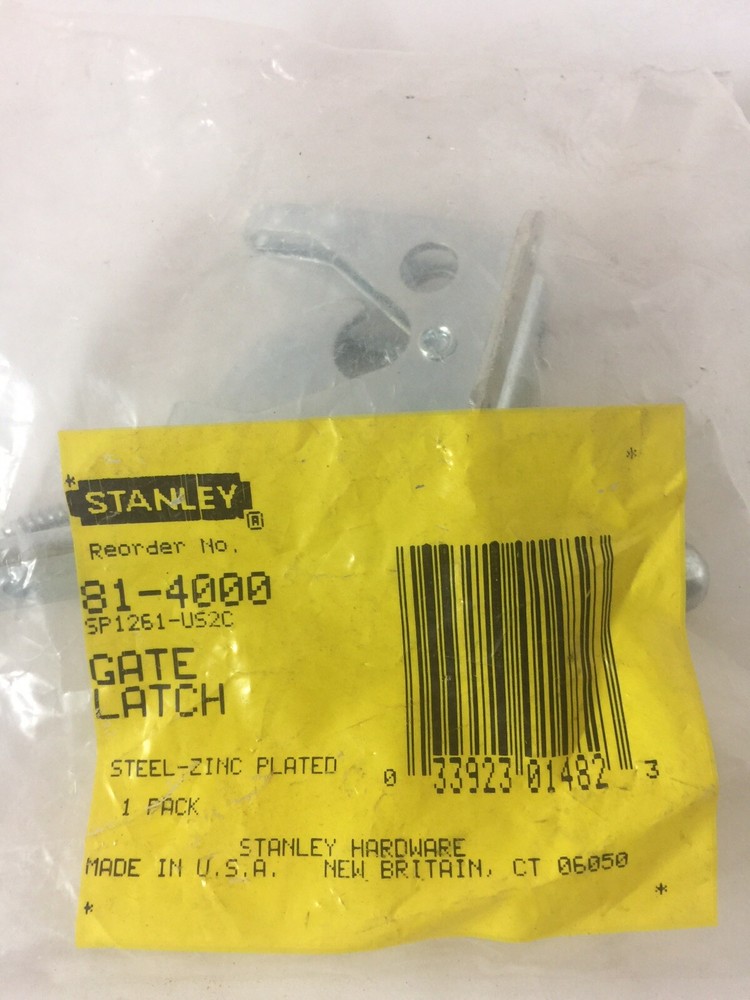 * *
STANLEY ®
Reorder No.
81-4000
SP1261-US2C
GATE
LATCH
STEEL-ZINC PLATED
1 PACK
0 33923 01482 3
STANLEY HARDWARE
MADE IN U.S.A. NEW BRITAIN, CT 06050
* *